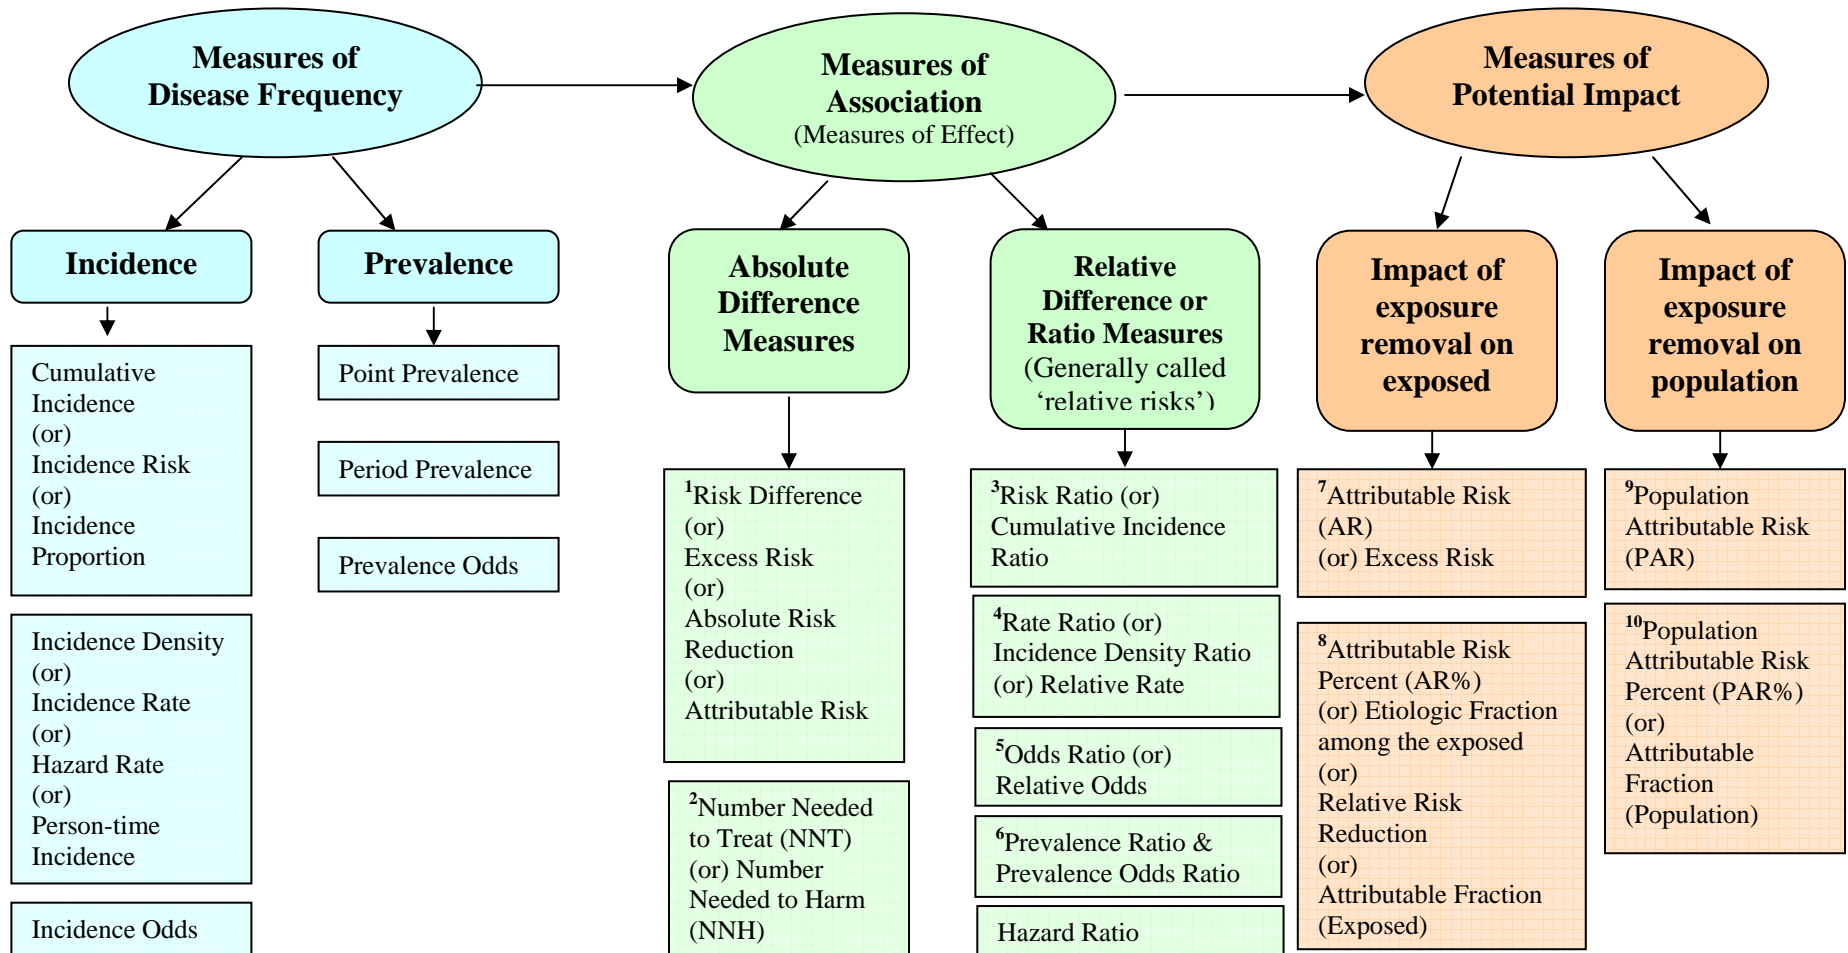 Measures of
Disease Frequency
Measures of
Association
(Measures of Effect)
Measures of
Potential Impact
Incidence
Prevalence
Absolute
Difference
Measures
Relative
Difference or
Ratio Measures
(Generally called
‘relative risks’)
Impact of
exposure
removal on
exposed
Impact of
exposure
removal on
population
Cumulative
Incidence
(or)
Incidence Risk
(or)
Incidence
Proportion
Incidence Density
(or)
Incidence Rate
(or)
Hazard Rate
(or)
Person-time
Incidence
Incidence Odds
Point Prevalence
Period Prevalence
Prevalence Odds
¹Risk Difference
(or)
Excess Risk
(or)
Absolute Risk
Reduction
(or)
Attributable Risk
²Number Needed
to Treat (NNT)
(or) Number
Needed to Harm
(NNH)
³Risk Ratio (or)
Cumulative Incidence
Ratio
⁴Rate Ratio (or)
Incidence Density Ratio
(or) Relative Rate
⁵Odds Ratio (or)
Relative Odds
⁶Prevalence Ratio &
Prevalence Odds Ratio
Hazard Ratio
⁷Attributable Risk
(AR)
(or) Excess Risk
⁸Attributable Risk
Percent (AR%)
(or) Etiologic Fraction
among the exposed
(or)
Relative Risk
Reduction
(or)
Attributable Fraction
(Exposed)
⁹Population
Attributable Risk
(PAR)
¹⁰Population
Attributable Risk
Percent (PAR%)
(or)
Attributable
Fraction
(Population)